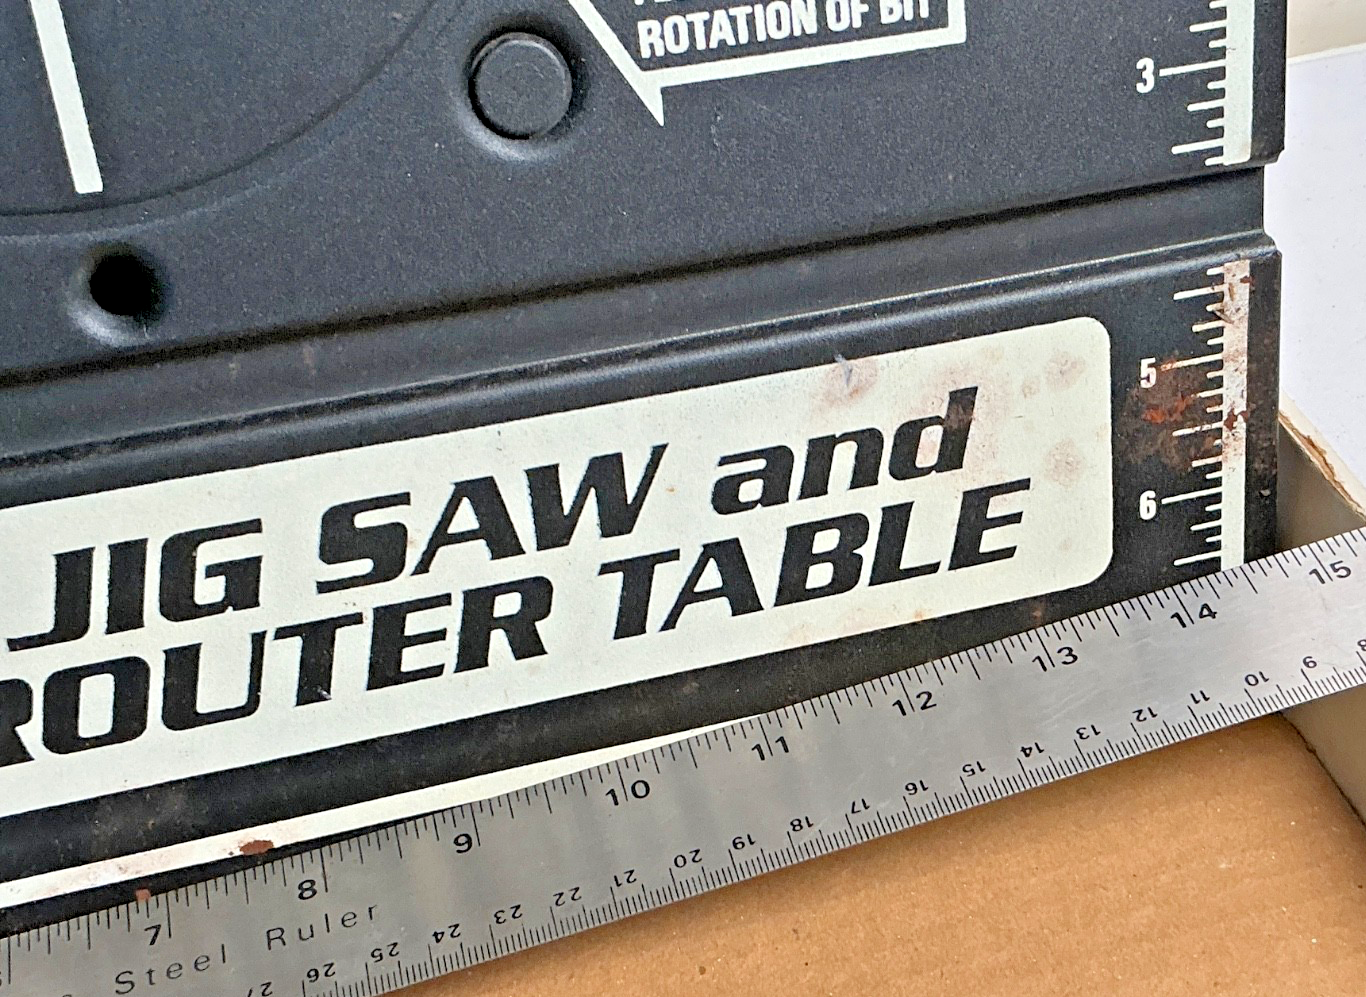 ROTATION OF BIT
3
5
6
JIG SAW and
ROUTER TABLE
7 8 9 10 11 12 13 14 15
Steel Ruler
27 26 25 24 23 22 21 20 19 18 17 16 15 14 13 12 11 10 9 8